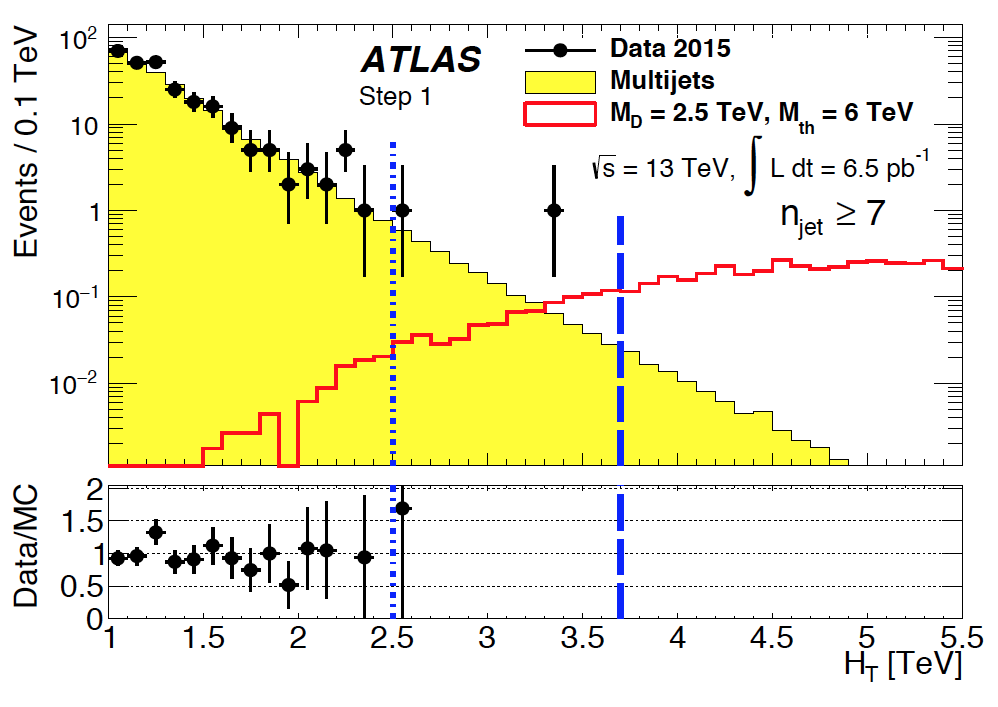 Events / 0.1 TeV
10²
10
1
10⁻¹
10⁻²
ATLAS
Step 1
Data 2015
Multijets
M_D = 2.5 TeV, M_th = 6 TeV
√s = 13 TeV, ∫ L dt = 6.5 pb⁻¹
n_jet ≥ 7
Data/MC
2
1.5
1
0.5
0
1 1.5 2 2.5 3 3.5 4 4.5 5 5.5
H_T [TeV]